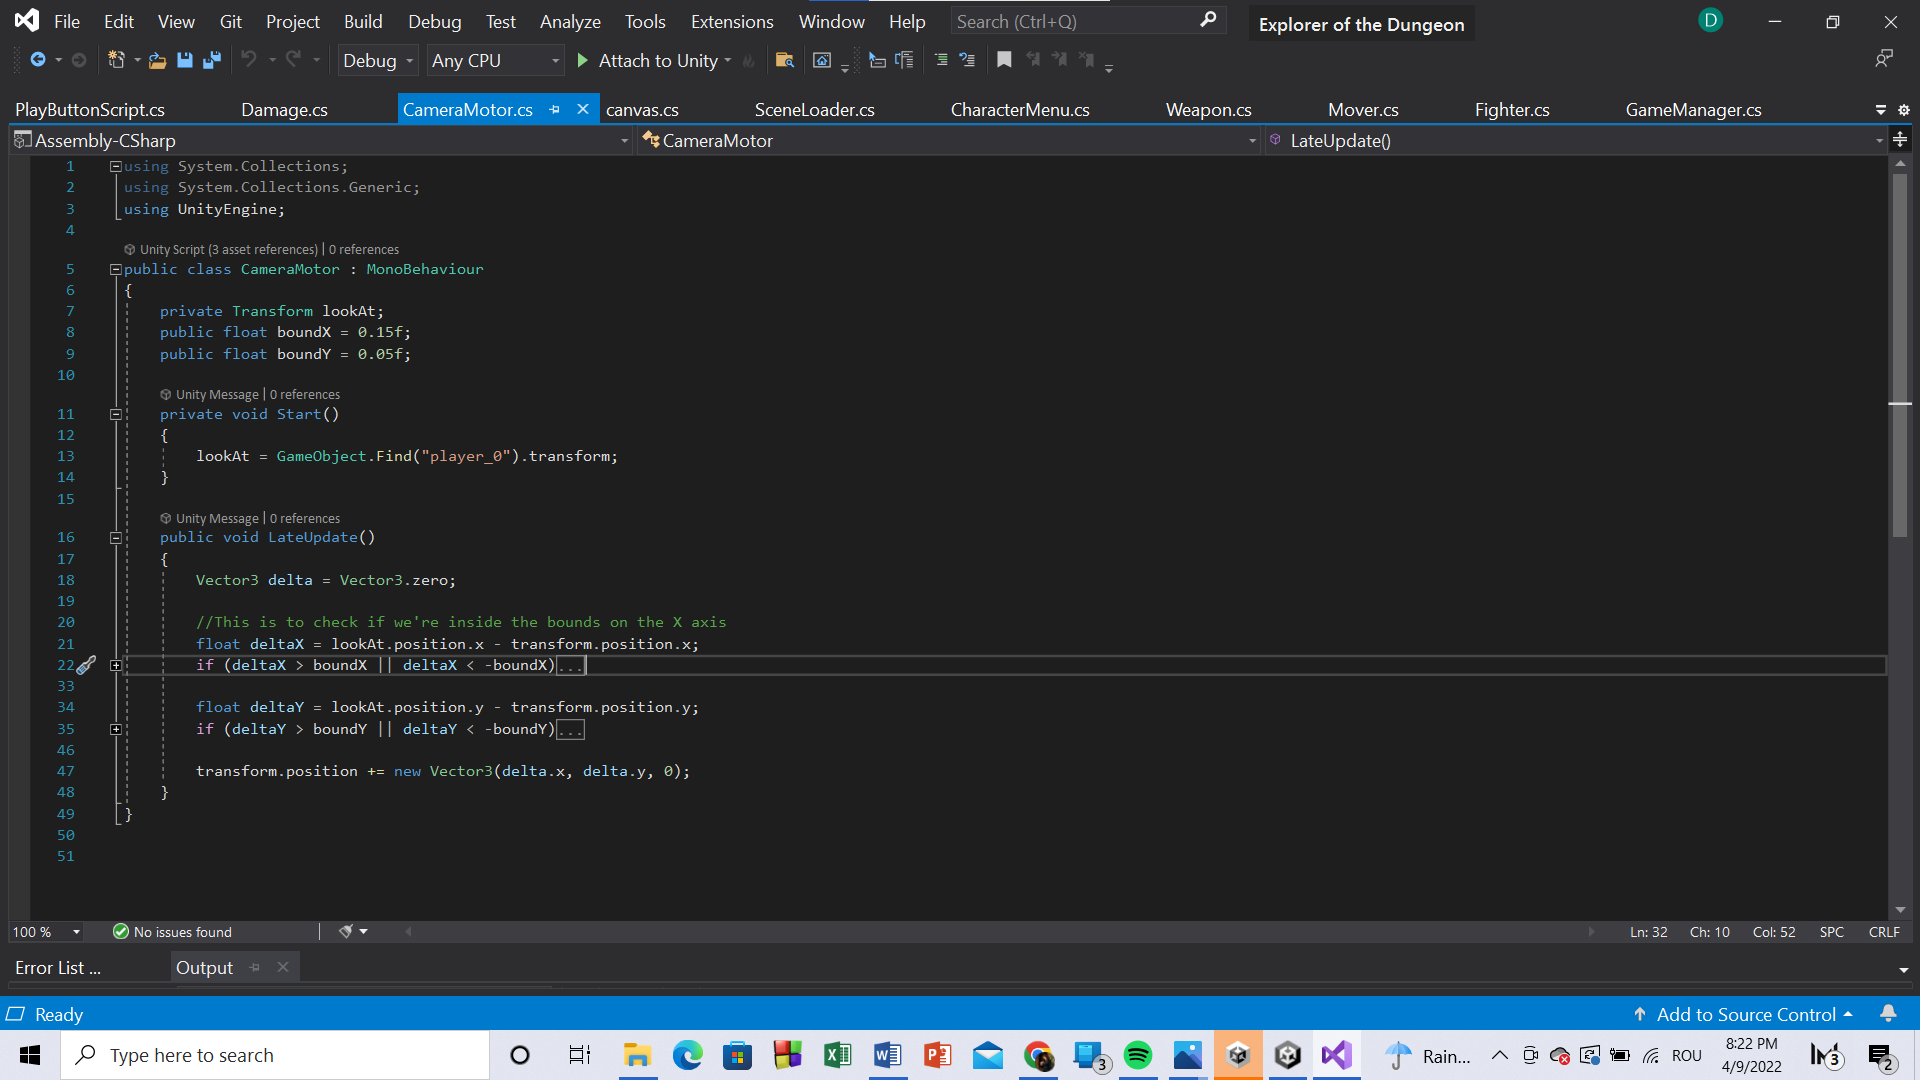 File Edit View Git Project Build Debug Test Analyze Tools Extensions Window Help Search (Ctrl+Q) Explorer of the Dungeon D
Debug Any CPU Attach to Unity
PlayButtonScript.cs Damage.cs CameraMotor.cs canvas.cs SceneLoader.cs CharacterMenu.cs Weapon.cs Mover.cs Fighter.cs GameManager.cs
Assembly-CSharp CameraMotor LateUpdate()
1 using System.Collections;
2 using System.Collections.Generic;
3 using UnityEngine;
4
Unity Script (3 asset references) | 0 references
5 public class CameraMotor : MonoBehaviour
6 {
7 private Transform lookAt;
8 public float boundX = 0.15f;
9 public float boundY = 0.05f;
10
Unity Message | 0 references
11 private void Start()
12 {
13 lookAt = GameObject.Find("player_0").transform;
14 }
15
Unity Message | 0 references
16 public void LateUpdate()
17 {
18 Vector3 delta = Vector3.zero;
19
20 //This is to check if we're inside the bounds on the X axis
21 float deltaX = lookAt.position.x - transform.position.x;
22 if (deltaX > boundX || deltaX < -boundX)...
33
34 float deltaY = lookAt.position.y - transform.position.y;
35 if (deltaY > boundY || deltaY < -boundY)...
46
47 transform.position += new Vector3(delta.x, delta.y, 0);
48 }
49 }
50
51
100 % No issues found Ln: 32 Ch: 10 Col: 52 SPC CRLF
Error List ... Output
Ready Add to Source Control
Type here to search 3 Rain... ROU 8:22 PM 3 2
4/9/2022